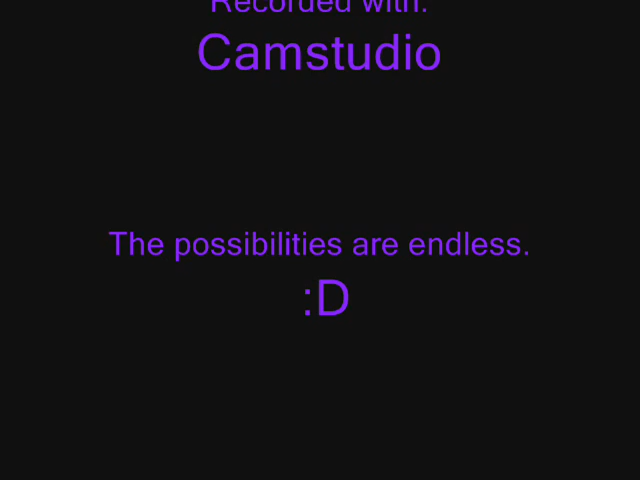 Recorded with:
Camstudio
The possibilities are endless.
:D